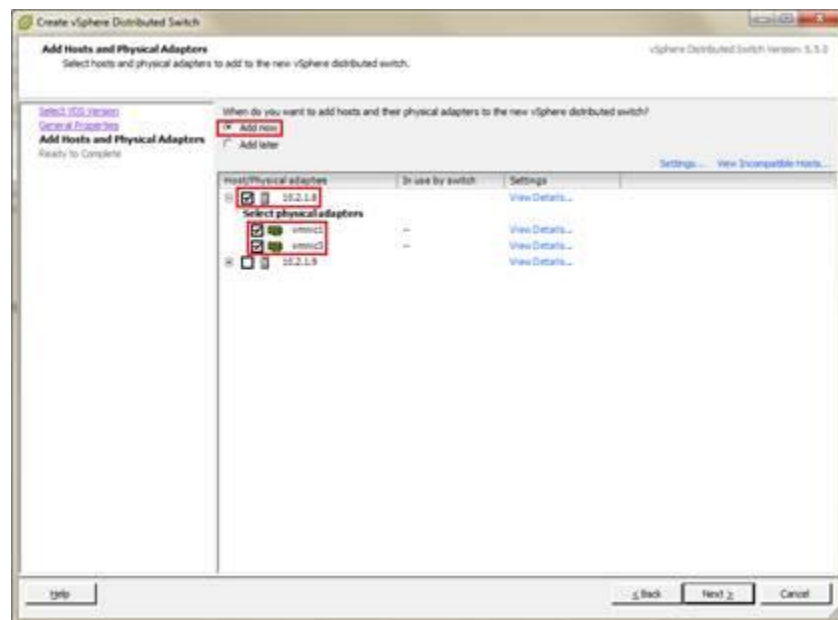 Create vSphere Distributed Switch
Add Hosts and Physical Adapters
Select hosts and physical adapters to add to the new vSphere distributed switch.
vSphere Distributed Switch Version: 5.5.0
Select VDS Version
General Properties
Add Hosts and Physical Adapters
Ready to Complete
When do you want to add hosts and their physical adapters to the new vSphere distributed switch?
Add now
Add later
Settings... View Incompatible Hosts...
Host/Physical adapters In use by switch Settings
10.2.1.8 View Details...
Select physical adapters
vmnic1 -- View Details...
-- View Details...
10.2.1.9 View Details...
Help
< Back Next > Cancel